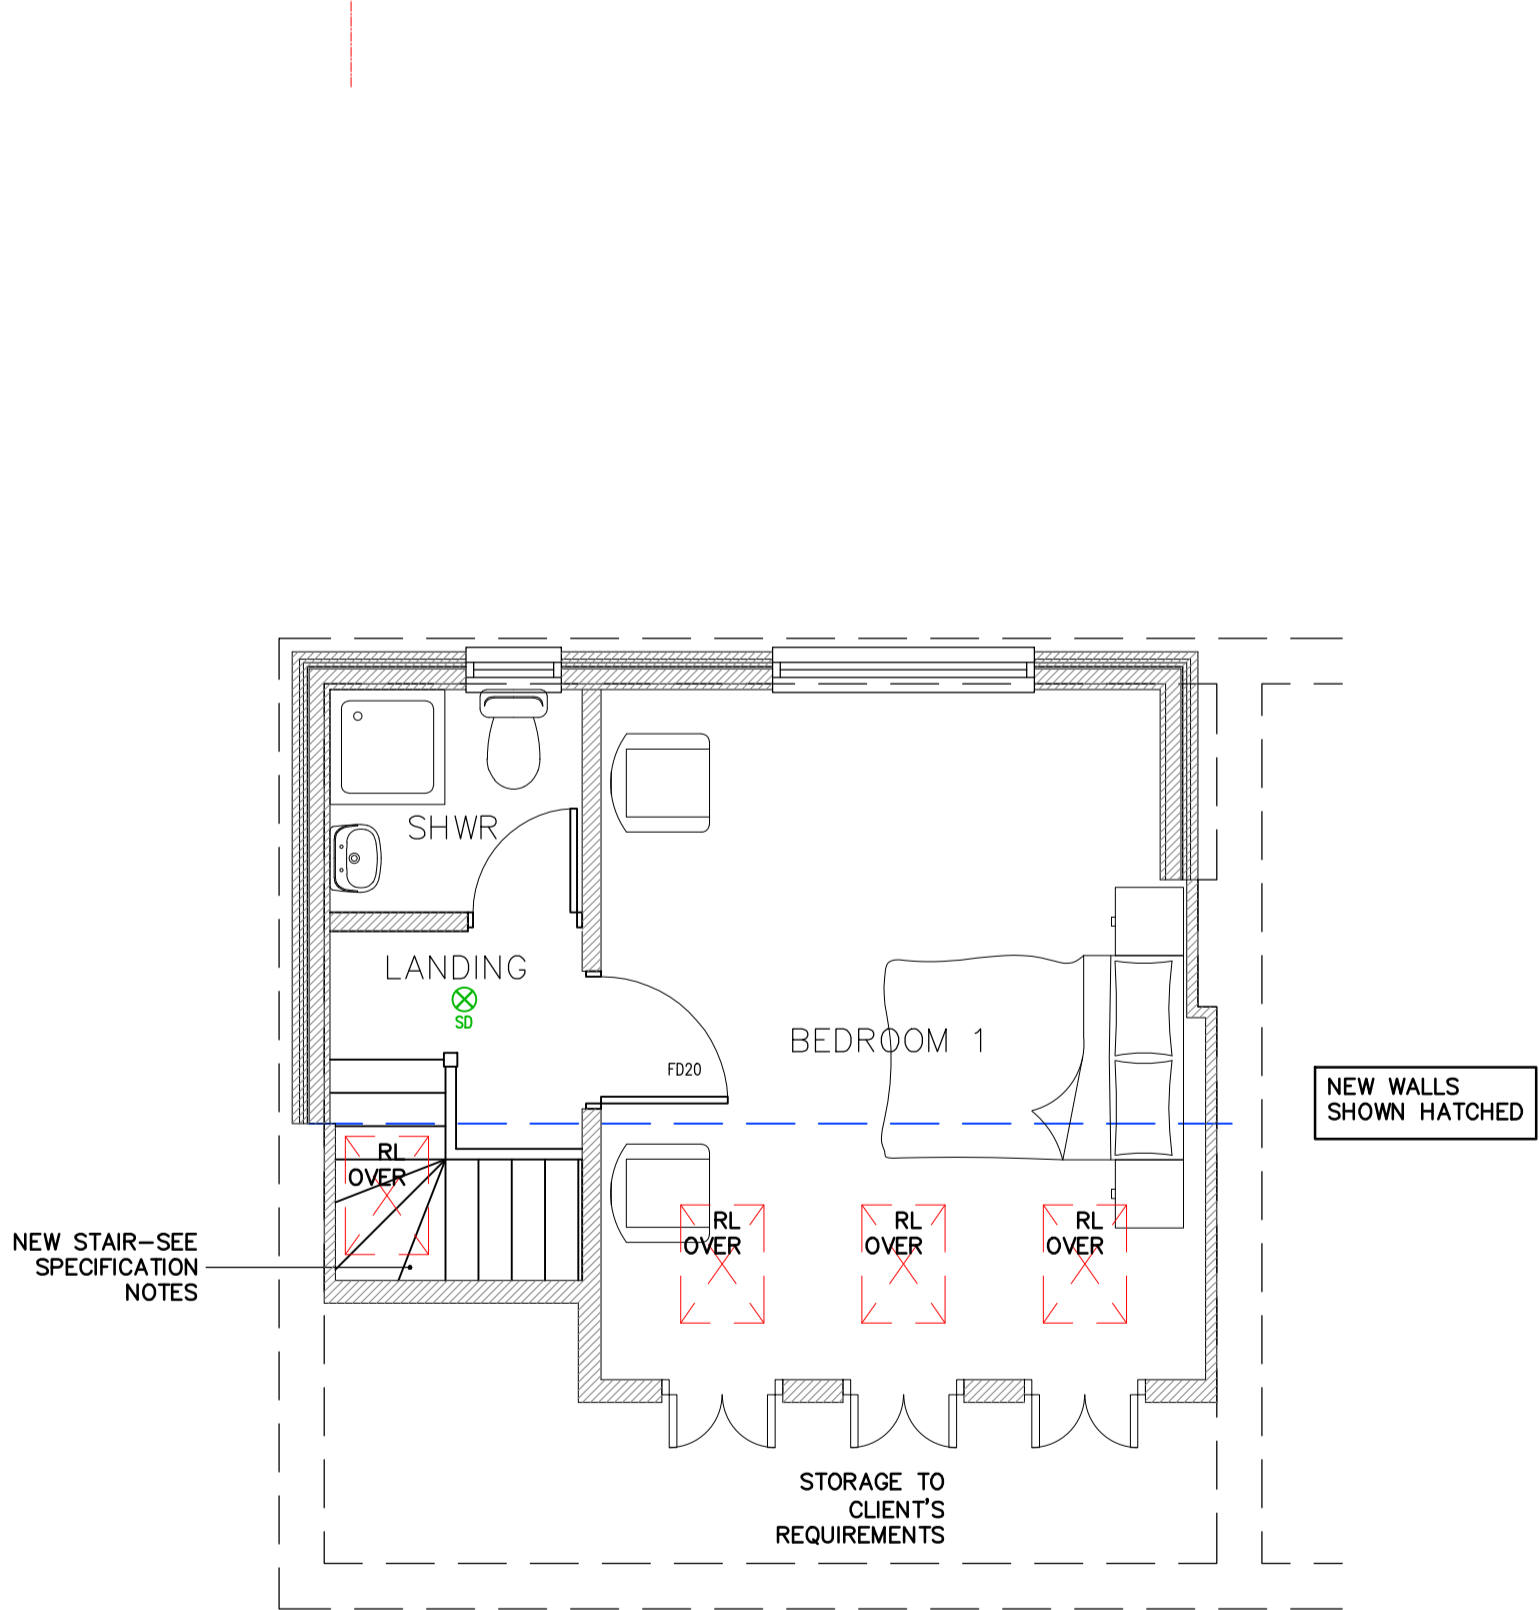 SHWR
LANDING
SD
BEDROOM 1
FD20
NEW WALLS
SHOWN HATCHED
RL
OVER
RL
OVER
RL
OVER
RL
OVER
NEW STAIR-SEE
SPECIFICATION
NOTES
STORAGE TO
CLIENT'S
REQUIREMENTS